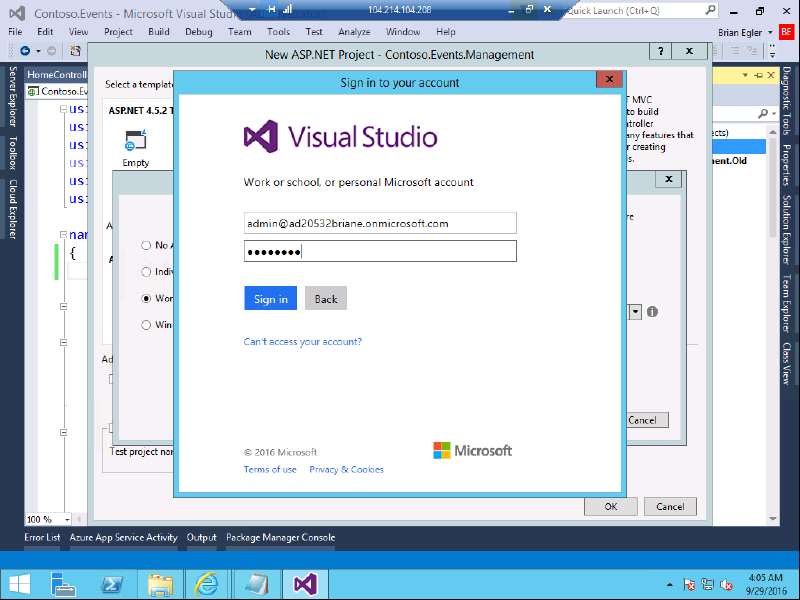 Contoso.Events - Microsoft Visual Stud
104.214.104.208
Quick Launch (Ctrl+Q)
File Edit View Project Build Debug Team Tools Test Analyze Window Help
Brian Egler BE
New ASP.NET Project - Contoso.Events.Management
? X
HomeControll
Contoso.Ev
Server Explorer
Toolbox
Cloud Explorer
Select a templat
ASP.NET 4.5.2 T
Empty
Sign in to your account
Visual Studio
Work or school, or personal Microsoft account
admin@ad20532briane.onmicrosoft.com
Sign in Back
Can't access your account?
© 2016 Microsoft
Microsoft
Terms of use Privacy & Cookies
MVC
to build
ntroller
any features that
r creating
s.
ects)
ment.Old
re
usi
usi
usi
usi
usi
usi
nam
{
No A
Indiv
Wor
Win
Ad
Test project nam
Cancel
OK Cancel
Diagnostic Tools
Properties
Solution Explorer
Team Explorer
Class View
100 %
Error List Azure App Service Activity Output Package Manager Console
4:05 AM
9/29/2016